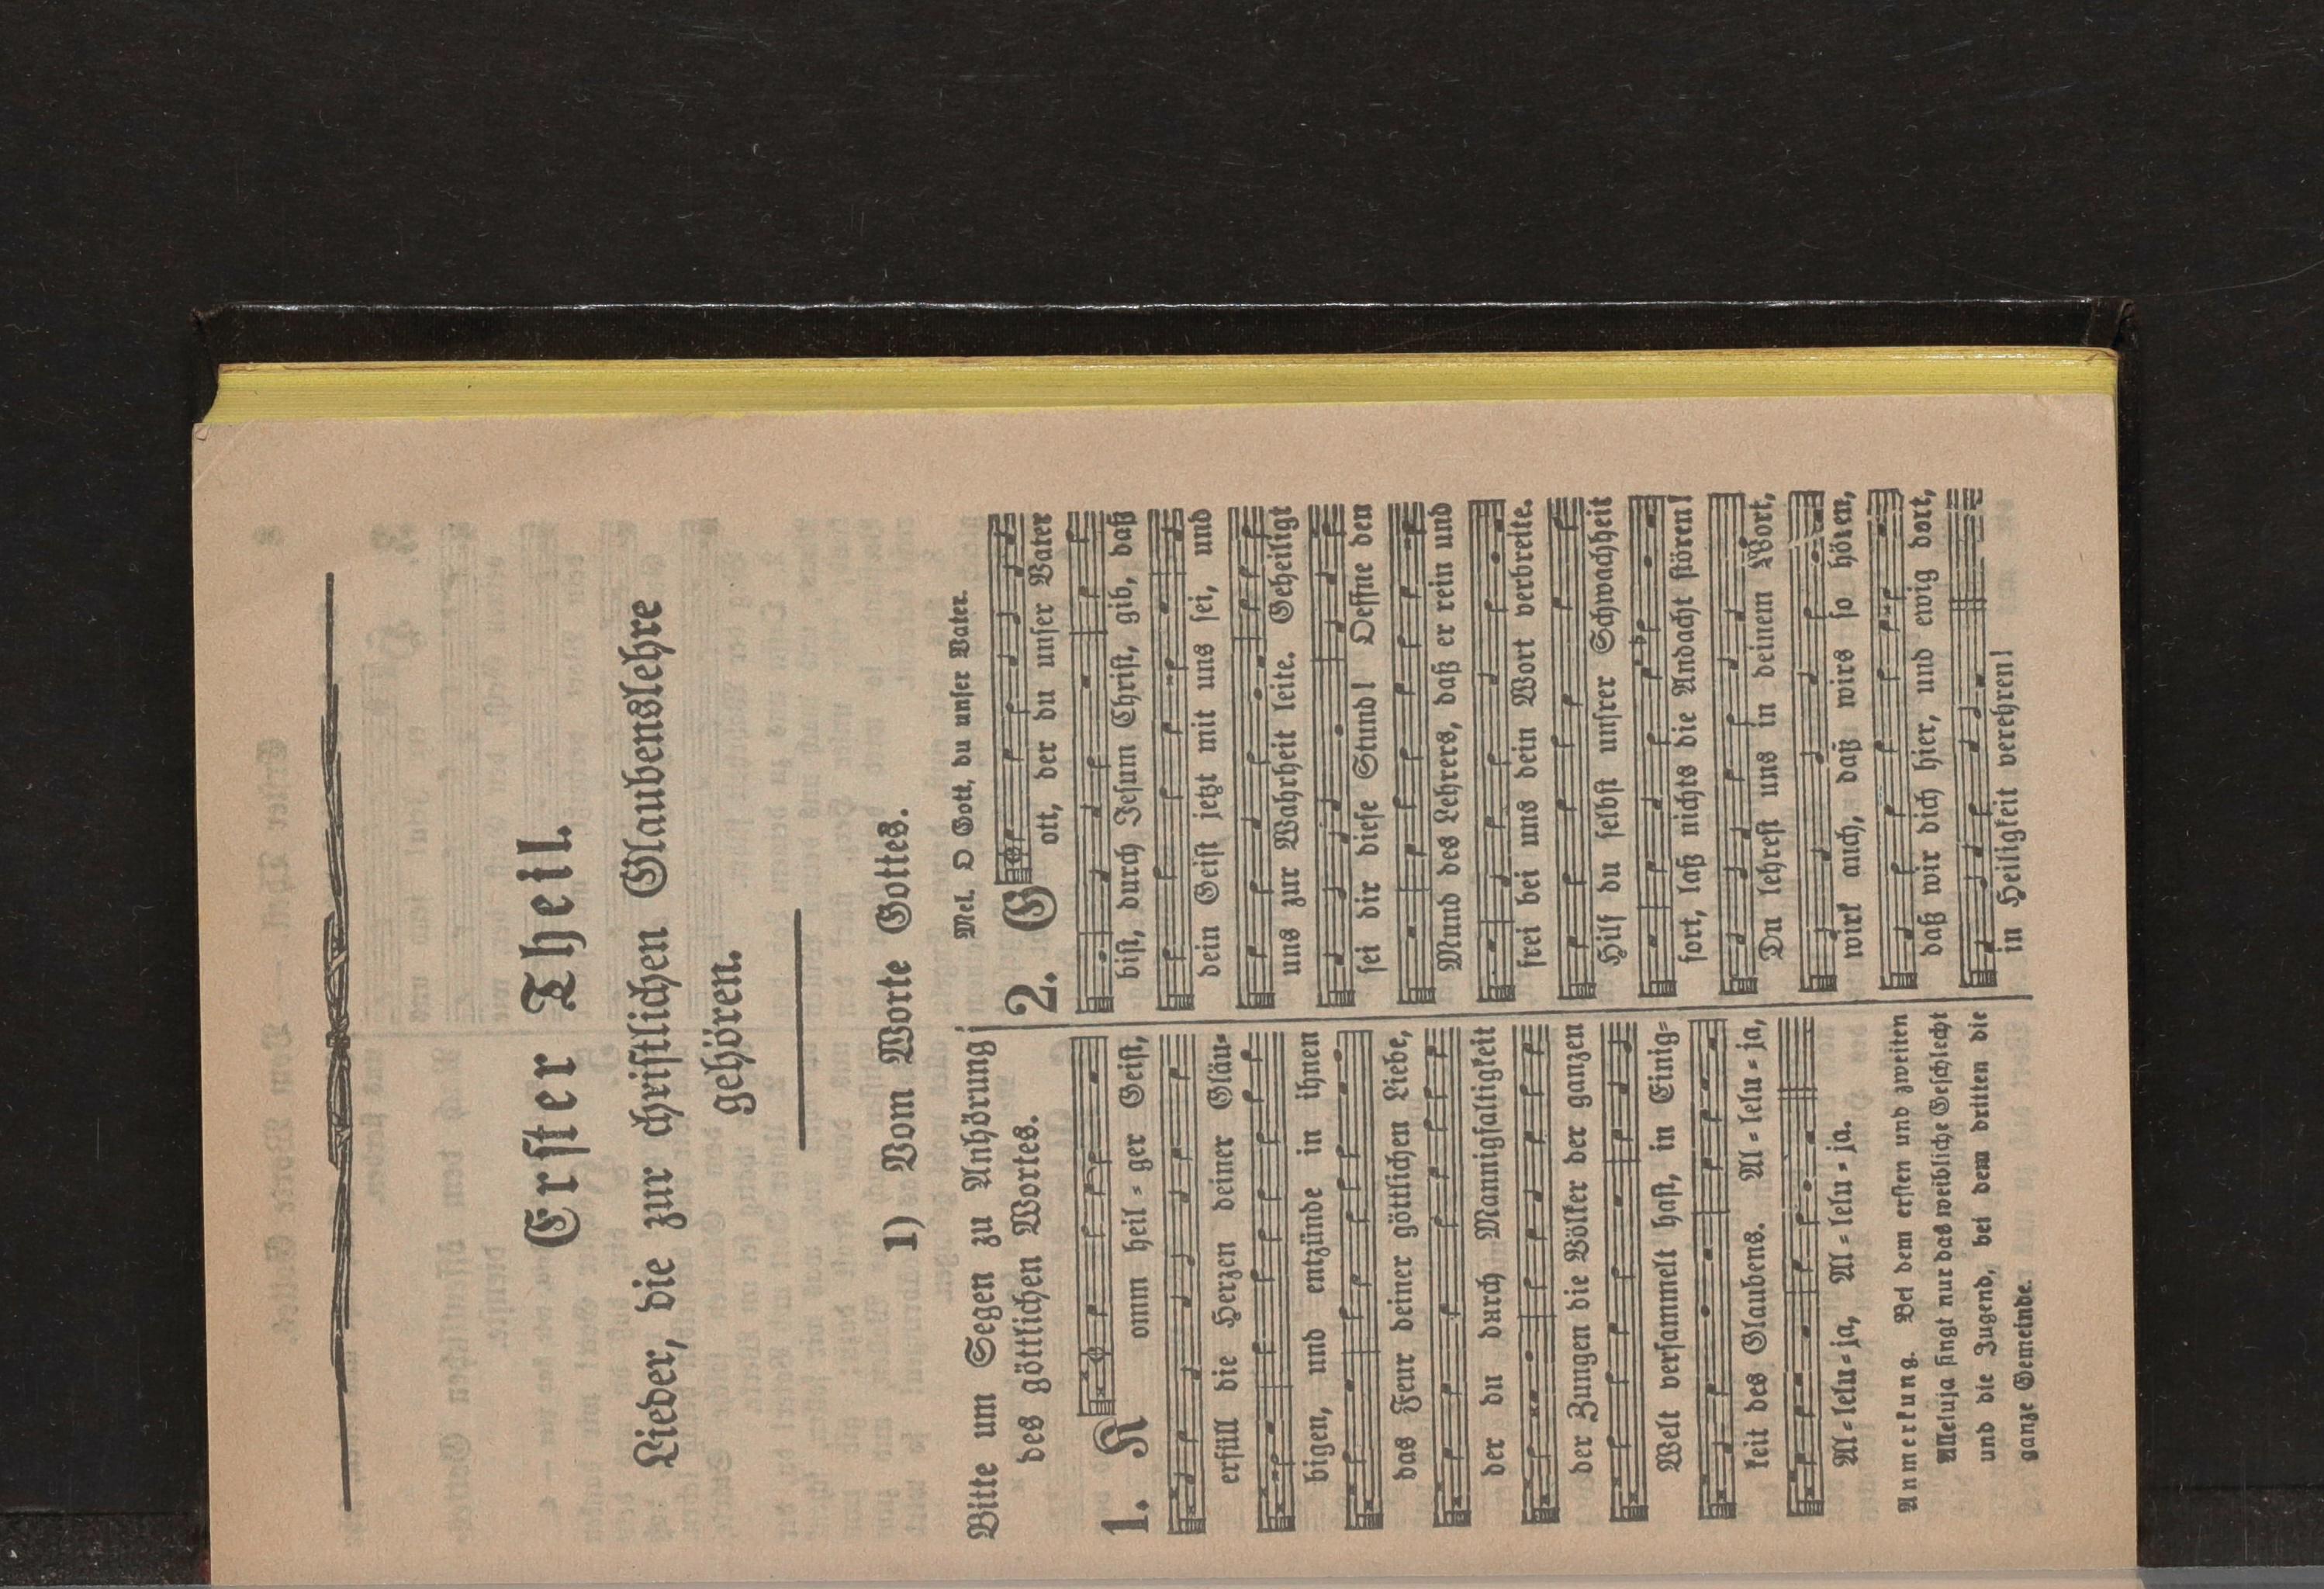 Erſter Theil.
Lieder, die zur chriſtlichen Glaubenslehre
gehören.
1) Vom Worte Gottes.
Bitte um Segen zu Anhörung
des göttlichen Wortes.
1. Komm heil=ger Geiſt,
erfüll die Herzen deiner Gläu=
bigen, und entzünde in ihnen
das Feur deiner göttlichen Liebe,
der du durch Mannigfaltigkeit
der Zungen die Völker der ganzen
Welt verſammelt haſt, in Einig=
keit des Glaubens. Al=lelu=ja,
Al=lelu=ja, Al=lelu=ja.
Anmerkung. Bei dem erſten und zweiten
Alleluja ſingt nur das weibliche Geſchlecht
und die Jugend, bei dem dritten die
ganze Gemeinde.
Mel. O Gott, du unſer Vater.
2. Gott, der du unſer Vater
biſt, durch Jeſum Chriſt, gib, daß
dein Geiſt jetzt mit uns ſei, und
uns zur Wahrheit leite. Geheiligt
ſei dir dieſe Stund! Oeffne den
Mund des Lehrers, daß er rein und
frei bei uns dein Wort verbreite.
Hilf du ſelbſt unſrer Schwachheit
fort, laß nichts die Andacht ſtören!
Du lehreſt uns in deinem Wort,
wirk auch, daß wirs ſo hören,
daß wir dich hier, und ewig dort,
in Heiligkeit verehren!